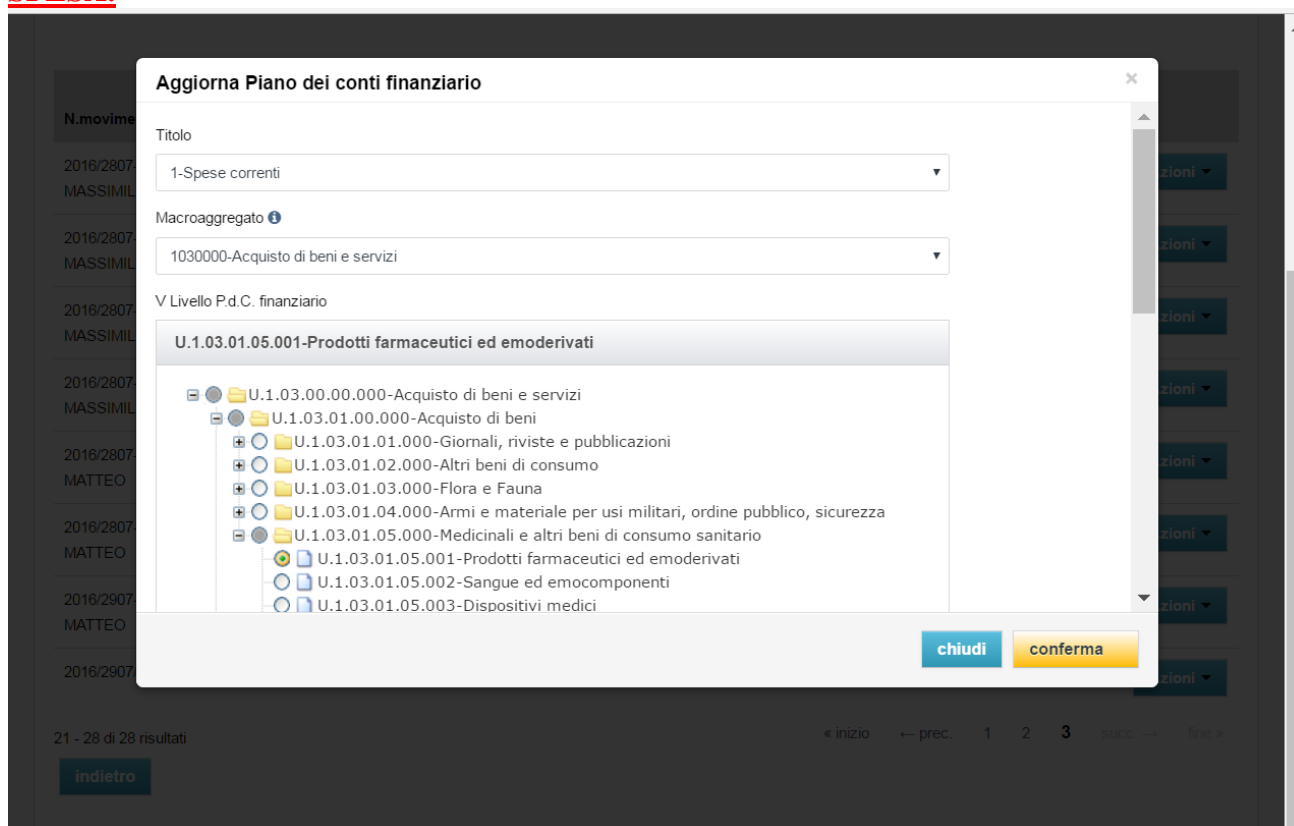 Aggiorna Piano dei conti finanziario ×
N.movime
Titolo
1-Spese correnti
Macroaggregato
1030000-Acquisto di beni e servizi
V Livello P.d.C. finanziario
U.1.03.01.05.001-Prodotti farmaceutici ed emoderivati
U.1.03.00.00.000-Acquisto di beni e servizi
U.1.03.01.00.000-Acquisto di beni
U.1.03.01.01.000-Giornali, riviste e pubblicazioni
U.1.03.01.02.000-Altri beni di consumo
U.1.03.01.03.000-Flora e Fauna
U.1.03.01.04.000-Armi e materiale per usi militari, ordine pubblico, sicurezza
U.1.03.01.05.000-Medicinali e altri beni di consumo sanitario
U.1.03.01.05.001-Prodotti farmaceutici ed emoderivati
U.1.03.01.05.002-Sangue ed emocomponenti
U.1.03.01.05.003-Dispositivi medici
chiudi conferma
2016/2807- zioni
MASSIMIL
2016/2807- zioni
MASSIMIL
2016/2807- zioni
MASSIMIL
2016/2807- zioni
MASSIMIL
2016/2807- zioni
MATTEO
2016/2807- zioni
MATTEO
2016/2907- zioni
MATTEO
2016/2907/ zioni
21 - 28 di 28 risultati « inizio ← prec. 1 2 3 succ. → fine »
indietro